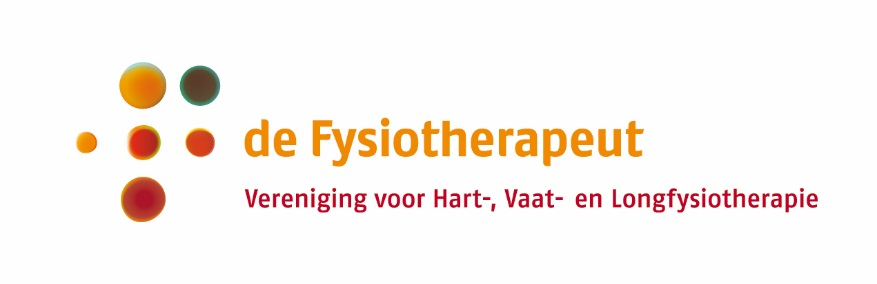 de Fysiotherapeut
Vereniging voor Hart-, Vaat- en Longfysiotherapie